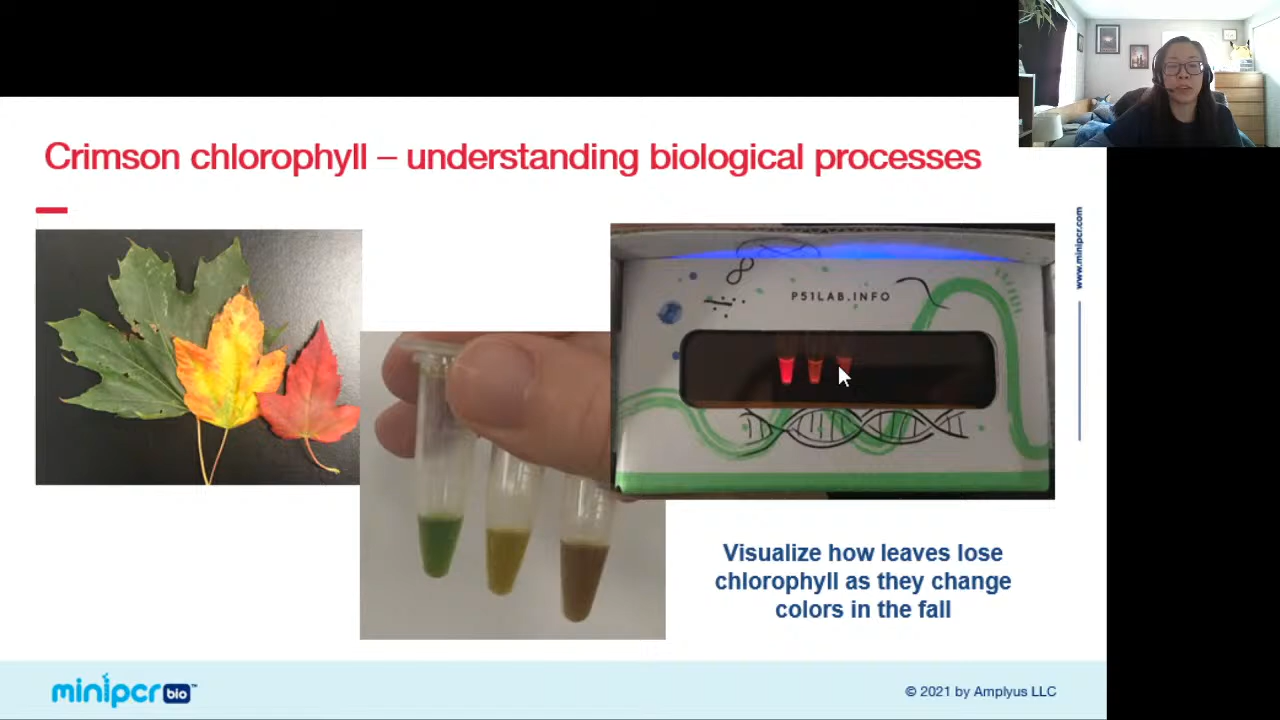 Crimson chlorophyll – understanding biological processes
www.minipcr.com
P51LAB.INFO
Visualize how leaves lose
chlorophyll as they change
colors in the fall
minipcr bio™
© 2021 by Amplyus LLC